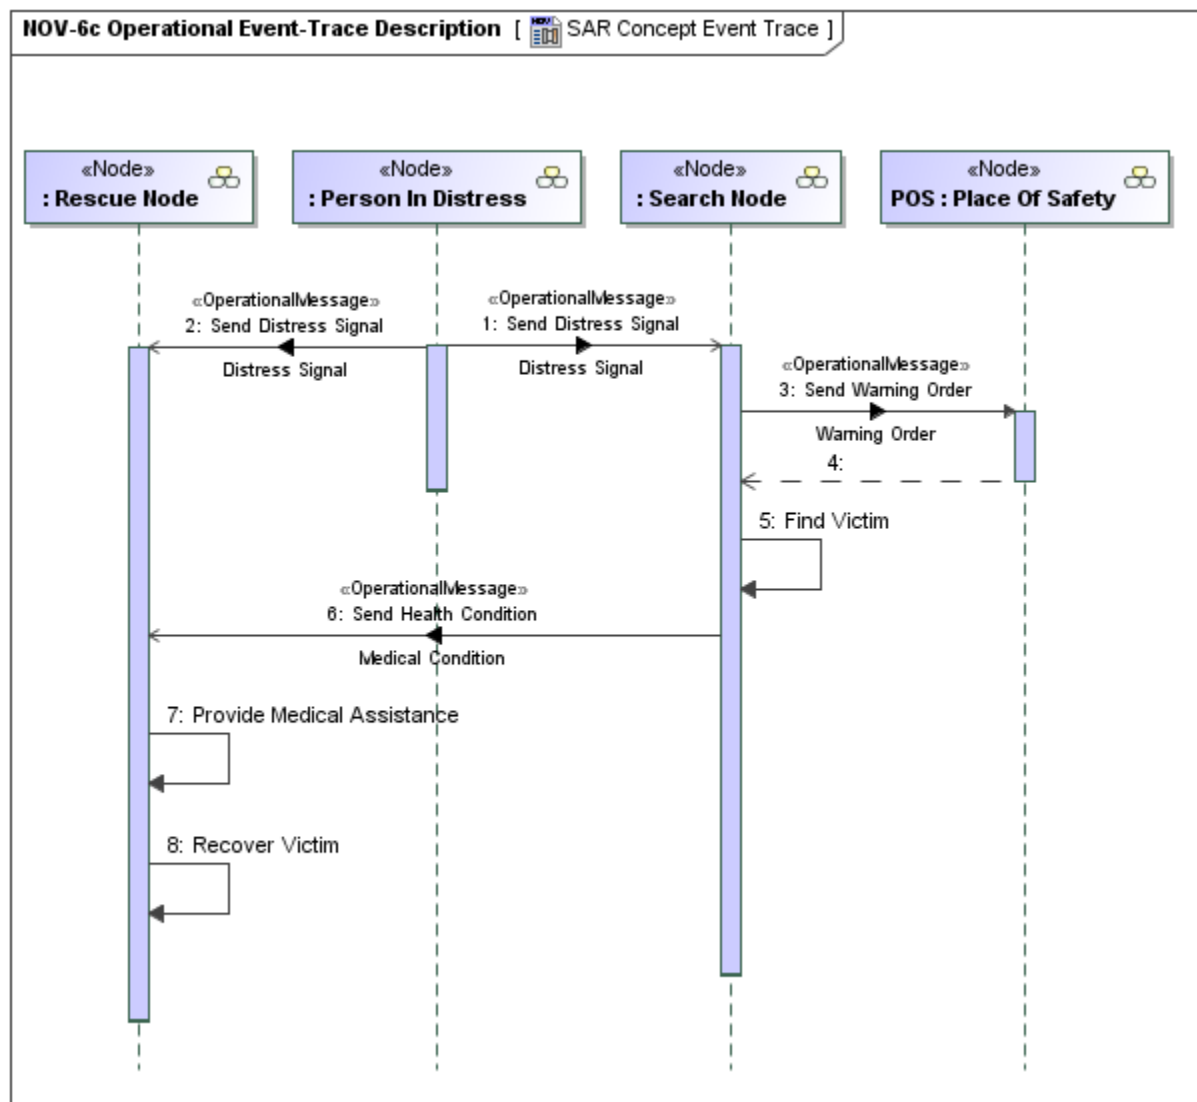 NOV-6c Operational Event-Trace Description [ NOV SAR Concept Event Trace ]
«Node»
: Rescue Node
«Node»
: Person In Distress
«Node»
: Search Node
«Node»
POS : Place Of Safety
«OperationalMessage»
2: Send Distress Signal
Distress Signal
«OperationalMessage»
1: Send Distress Signal
Distress Signal
«OperationalMessage»
3: Send Warning Order
Warning Order
4:
5: Find Victim
«OperationalMessage»
6: Send Health Condition
Medical Condition
7: Provide Medical Assistance
8: Recover Victim